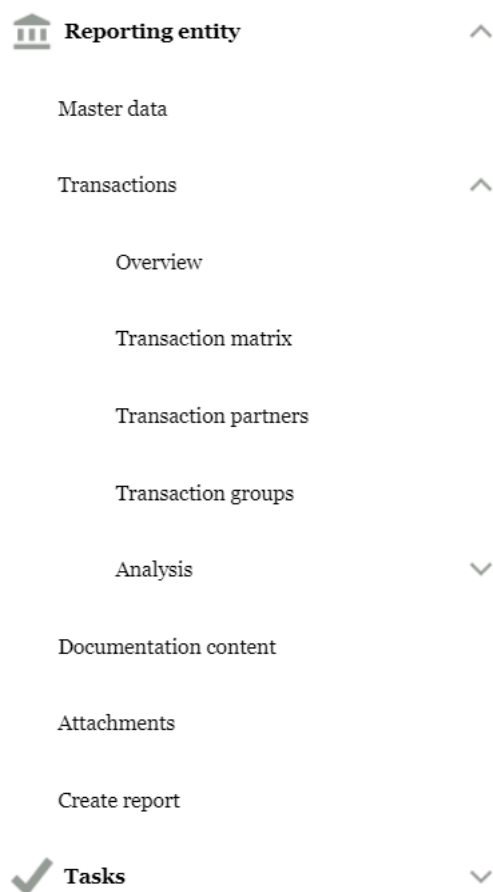 Reporting entity
Master data
Transactions
Overview
Transaction matrix
Transaction partners
Transaction groups
Analysis
Documentation content
Attachments
Create report
Tasks